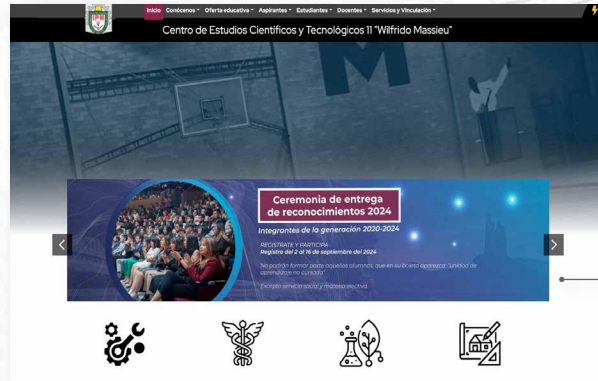 Inicio Conócenos Oferta educativa Aspirantes Estudiantes Docentes Servicios y Vinculación
Centro de Estudios Científicos y Tecnológicos 11 "Wilfrido Massieu"
M
Ceremonia de entrega
de reconocimientos 2024
Integrantes de la generación 2020-2024
REGÍSTRATE Y PARTICIPA
Registro del 2 al 16 de septiembre del 2024
No podrán formar parte aquellos alumnos, que en su boleta aparezca: "unidad de
aprendizaje no cursada"
Excepto servicio social y materia electiva.